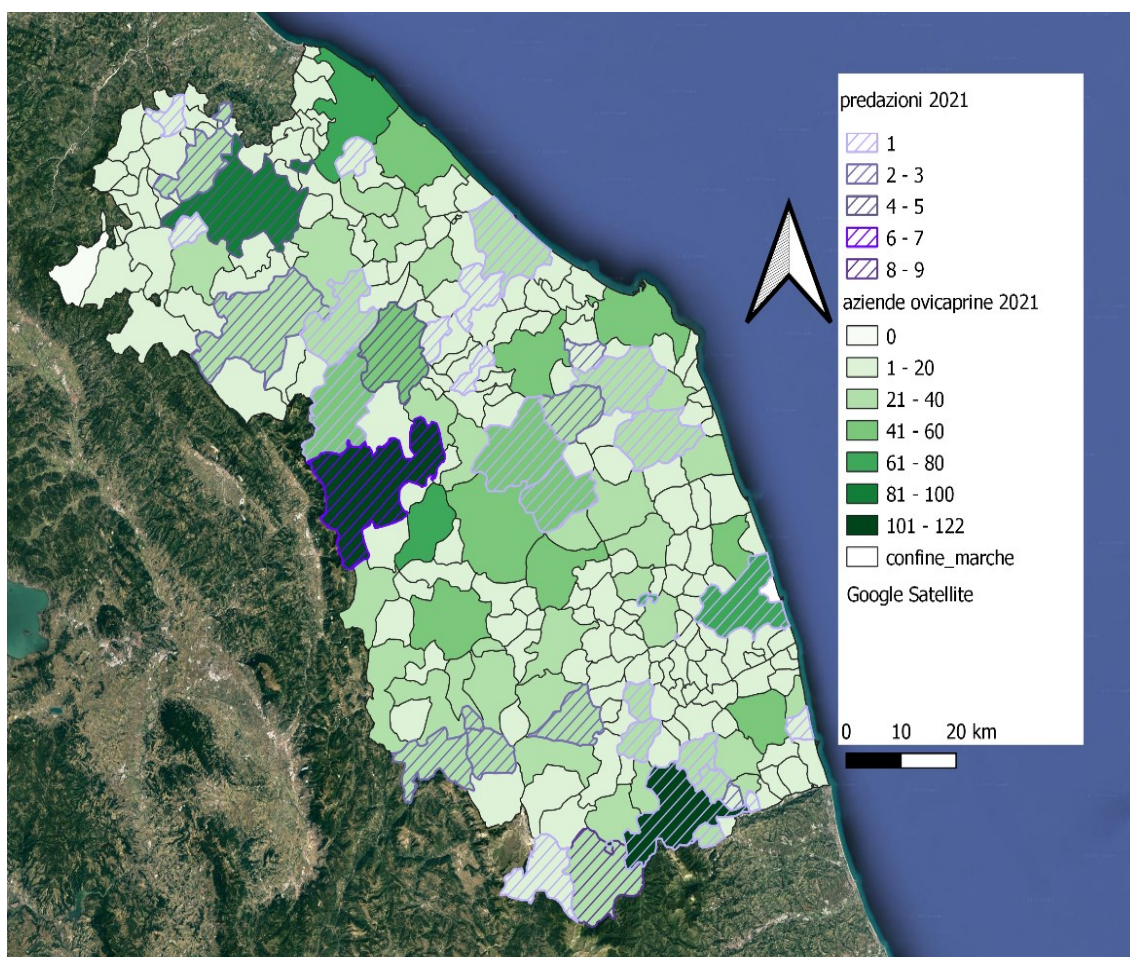 predazioni 2021
1
2 - 3
4 - 5
6 - 7
8 - 9
aziende ovicaprine 2021
0
1 - 20
21 - 40
41 - 60
61 - 80
81 - 100
101 - 122
confine_marche
Google Satellite
0 10 20 km